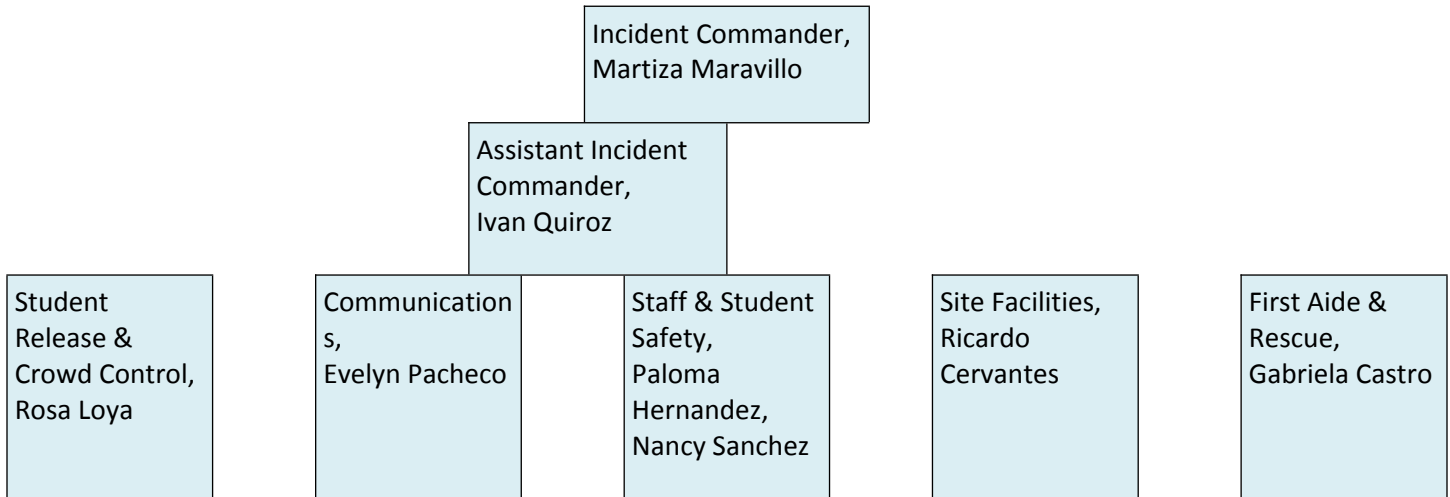 Incident Commander,
Martiza Maravillo
Assistant Incident
Commander,
Ivan Quiroz
Student
Release &
Crowd Control,
Rosa Loya
Communication
s,
Evelyn Pacheco
Staff & Student
Safety,
Paloma
Hernandez,
Nancy Sanchez
Site Facilities,
Ricardo
Cervantes
First Aide &
Rescue,
Gabriela Castro